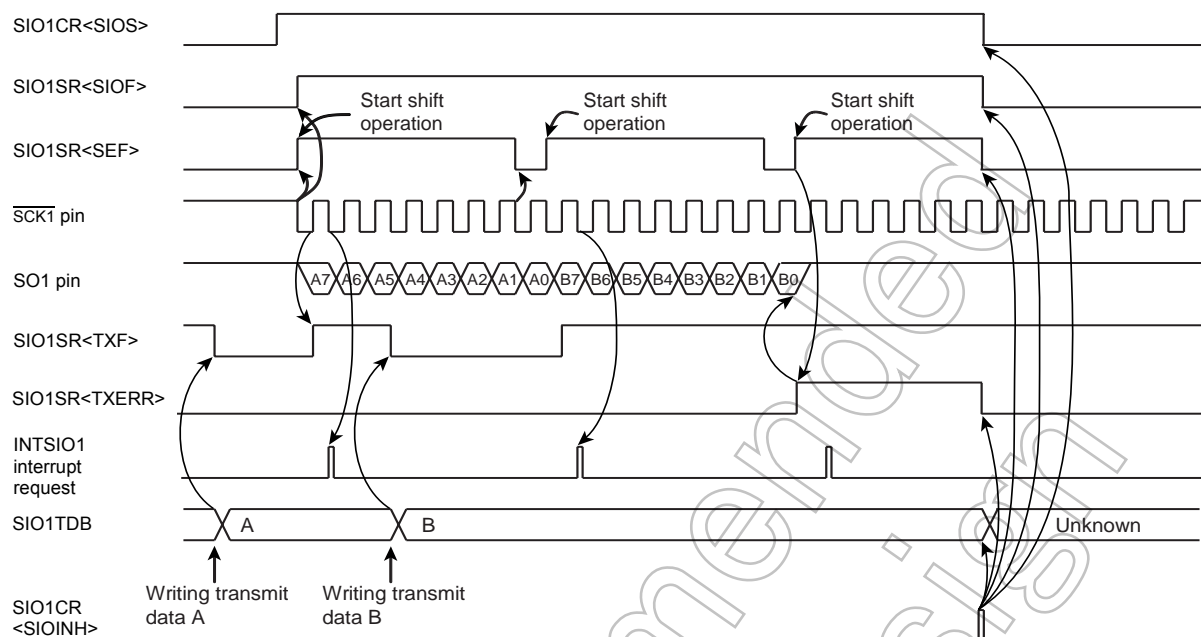 SIO1CR<SIOS>
SIO1SR<SIOF>
Start shift
operation
Start shift
operation
Start shift
operation
SIO1SR<SEF>
SCK1 pin
SO1 pin
A7 A6 A5 A4 A3 A2 A1 A0 B7 B6 B5 B4 B3 B2 B1 B0
SIO1SR<TXF>
SIO1SR<TXERR>
INTSIO1
interrupt
request
SIO1TDB
A
B
Unknown
Writing transmit
data A
Writing transmit
data B
SIO1CR
<SIOINH>
mended
sign